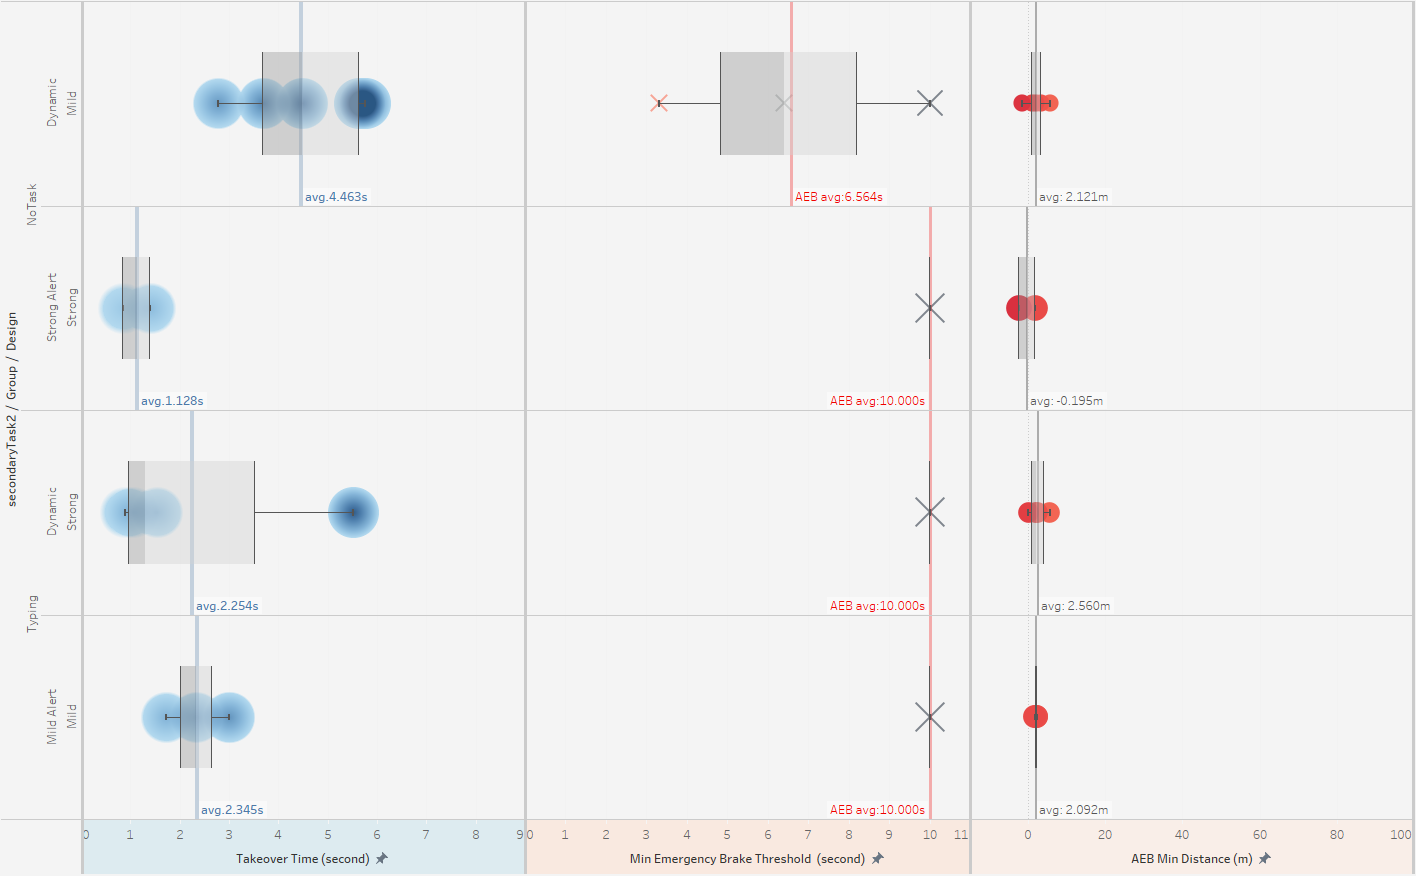 secondaryTask2 / Group / Design
NoTask
Dynamic
Mild
avg.4.463s
AEB avg:6.564s
avg: 2.121m
Strong Alert
Strong
avg.1.128s
AEB avg:10.000s
avg: -0.195m
Typing
Dynamic
Strong
avg.2.254s
AEB avg:10.000s
avg: 2.560m
Mild Alert
Mild
avg.2.345s
AEB avg:10.000s
avg: 2.092m
0 1 2 3 4 5 6 7 8 9
0 1 2 3 4 5 6 7 8 9 10 11
0 20 40 60 80 100
Takeover Time (second)
Min Emergency Brake Threshold (second)
AEB Min Distance (m)